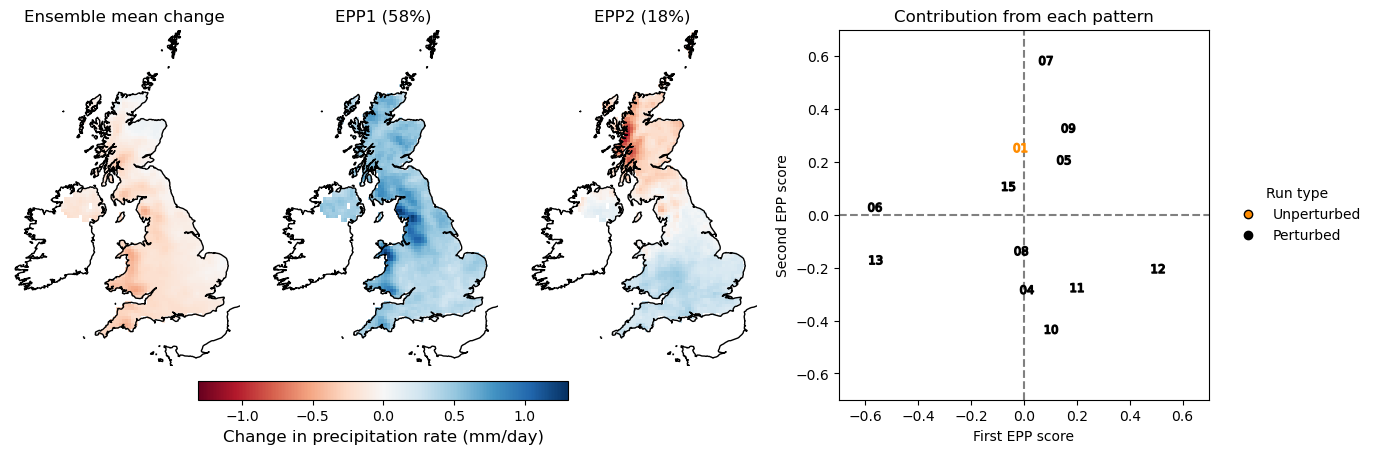 Ensemble mean change
EPP1 (58%)
EPP2 (18%)
−1.0 −0.5 0.0 0.5 1.0
Change in precipitation rate (mm/day)
Contribution from each pattern
Second EPP score
0.6
0.4
0.2
0.0
−0.2
−0.4
−0.6
07
09
01
05
15
06
08
13
12
04
11
10
−0.6 −0.4 −0.2 0.0 0.2 0.4 0.6
First EPP score
Run type
Unperturbed
Perturbed